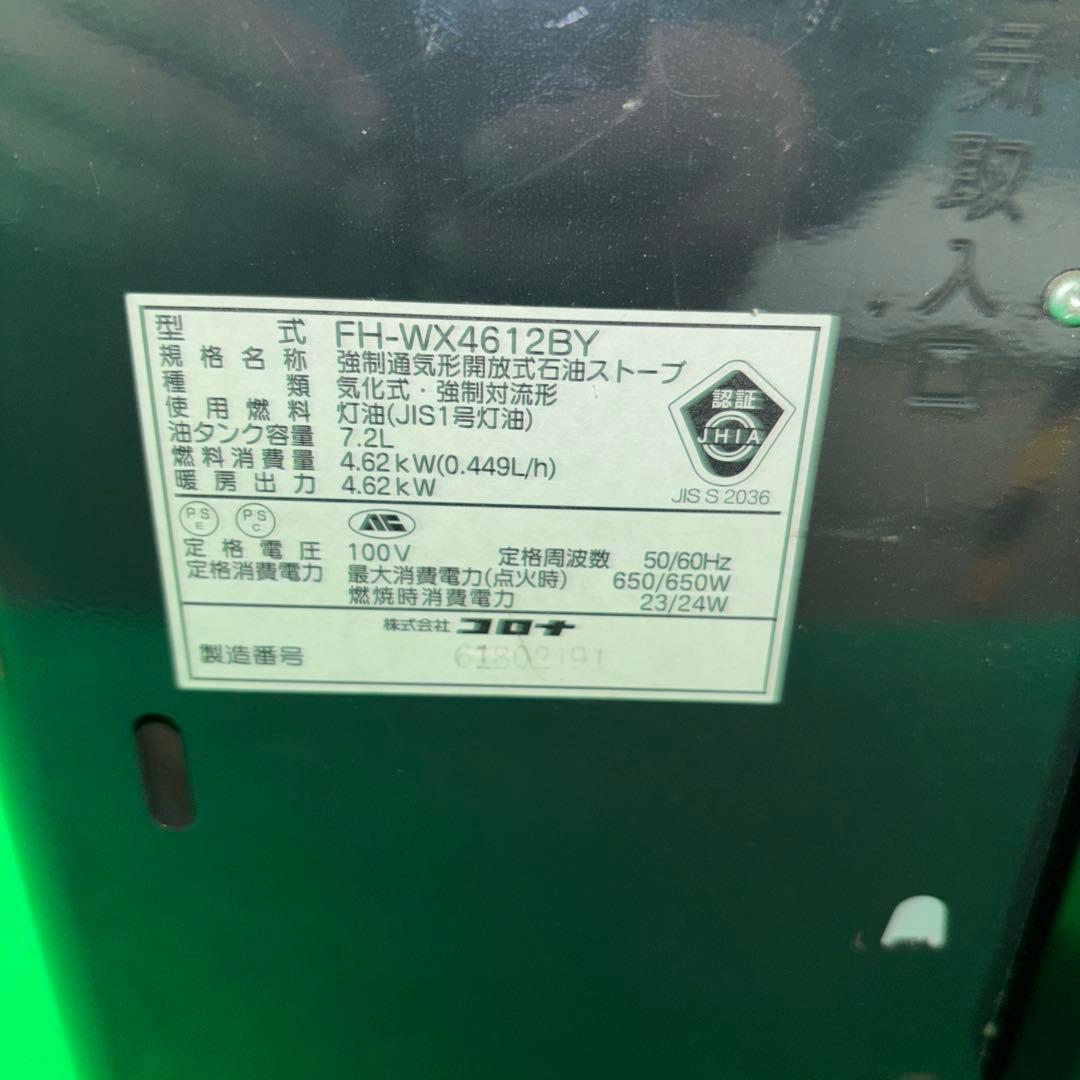 気取入口
型式 FH-WX4612BY
規格名称 強制通気形開放式石油ストーブ
種類 気化式・強制対流形
使用燃料 灯油(JIS1号灯油)
油タンク容量 7.2L
燃料消費量 4.62kW(0.449L/h)
暖房出力 4.62kW
認証
JHIA
JIS S 2036
PS E PS C
定格電圧 100V 定格周波数 50/60Hz
定格消費電力 最大消費電力(点火時) 650/650W
燃焼時消費電力 23/24W
株式会社 コロナ
製造番号